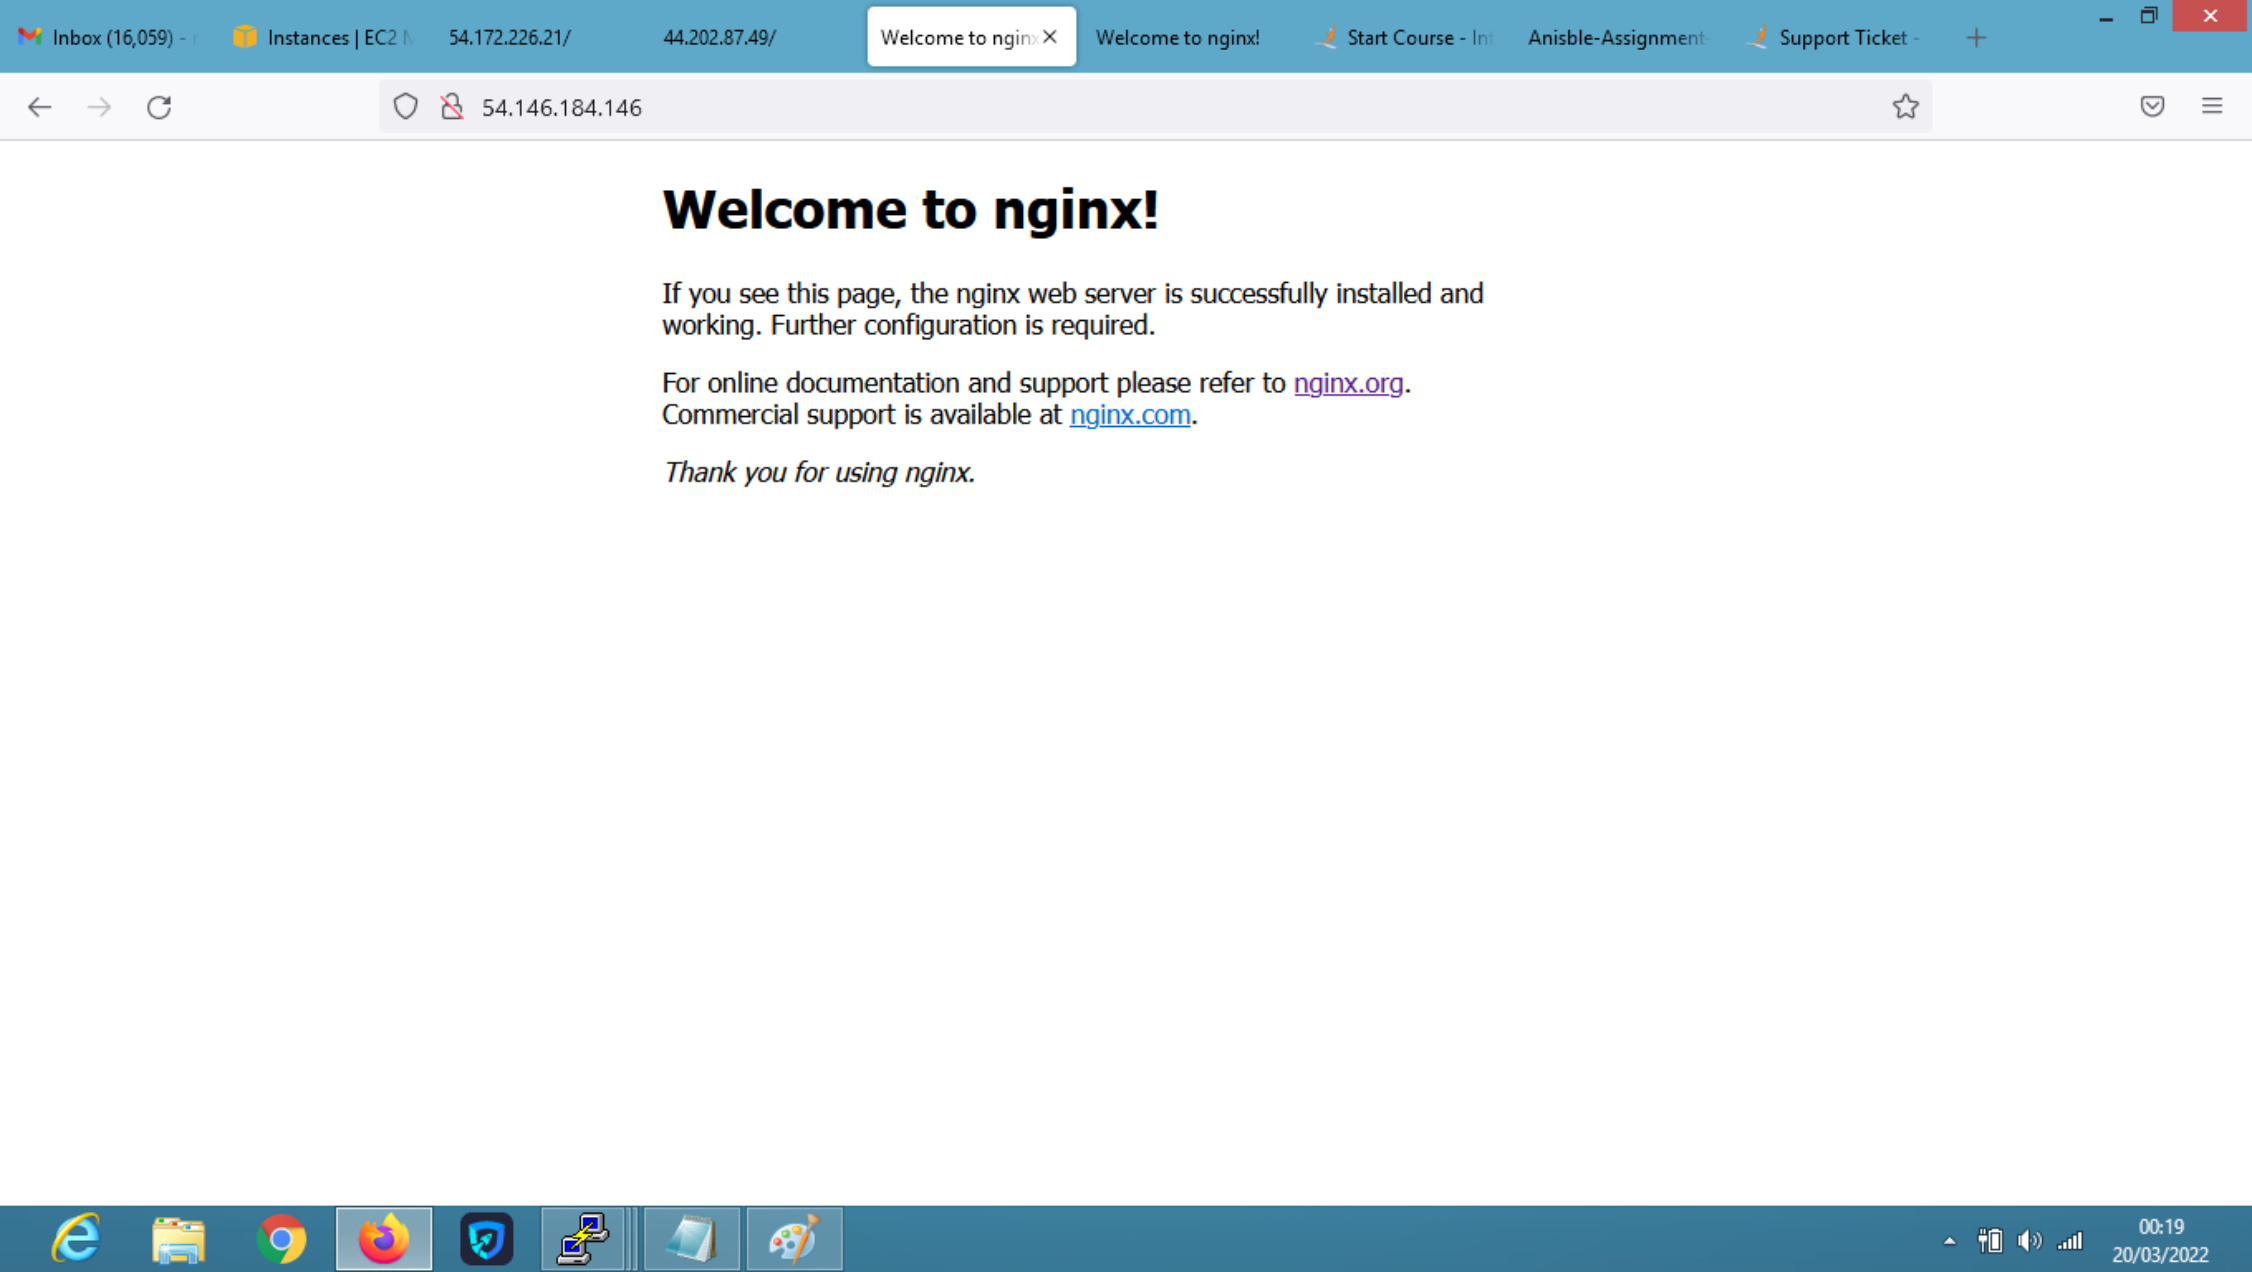 Inbox (16,059) -
Instances | EC2
54.172.226.21/
44.202.87.49/
Welcome to nginx
Welcome to nginx!
Start Course - Int
Anisble-Assignment-
Support Ticket -
54.146.184.146
Welcome to nginx!
If you see this page, the nginx web server is successfully installed and
working. Further configuration is required.
For online documentation and support please refer to nginx.org.
Commercial support is available at nginx.com.
Thank you for using nginx.
00:19
20/03/2022